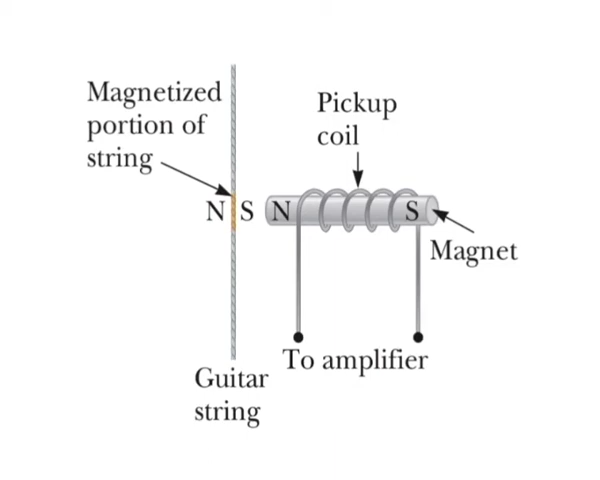 Magnetized
portion of
string
Pickup
coil
N S N S
Magnet
To amplifier
Guitar
string